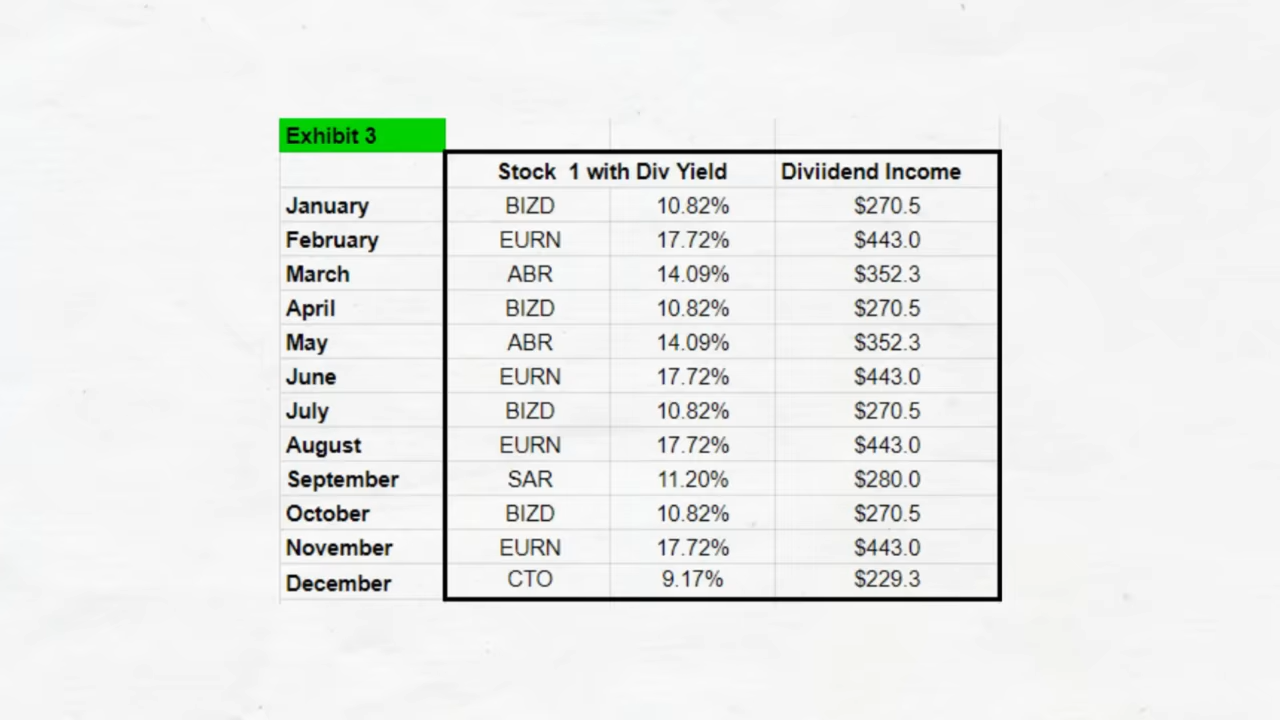 Exhibit 3
Stock 1 with Div Yield Diviidend Income
January BIZD 10.82% $270.5
February EURN 17.72% $443.0
March ABR 14.09% $352.3
April BIZD 10.82% $270.5
May ABR 14.09% $352.3
June EURN 17.72% $443.0
July BIZD 10.82% $270.5
August EURN 17.72% $443.0
September SAR 11.20% $280.0
October BIZD 10.82% $270.5
November EURN 17.72% $443.0
December CTO 9.17% $229.3